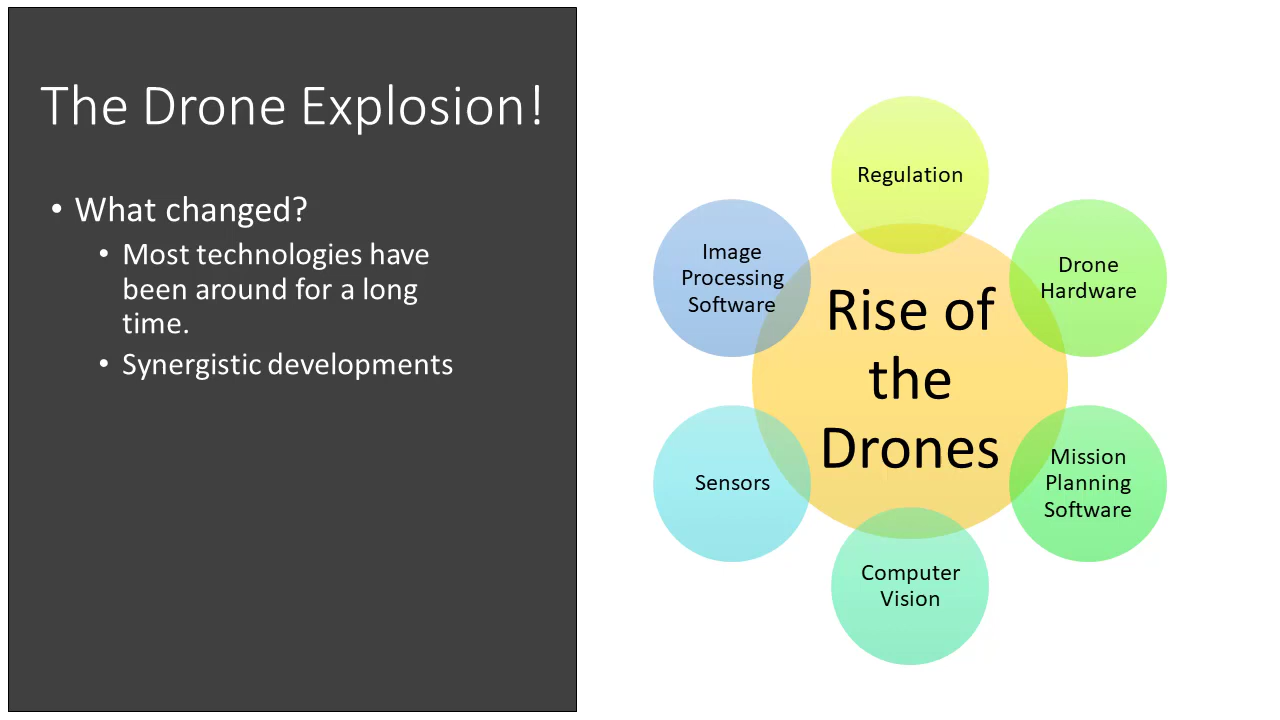 The Drone Explosion!
• What changed?
• Most technologies have
been around for a long
time.
• Synergistic developments
Regulation
Drone
Hardware
Mission
Planning
Software
Computer
Vision
Sensors
Image
Processing
Software
Rise of
the
Drones